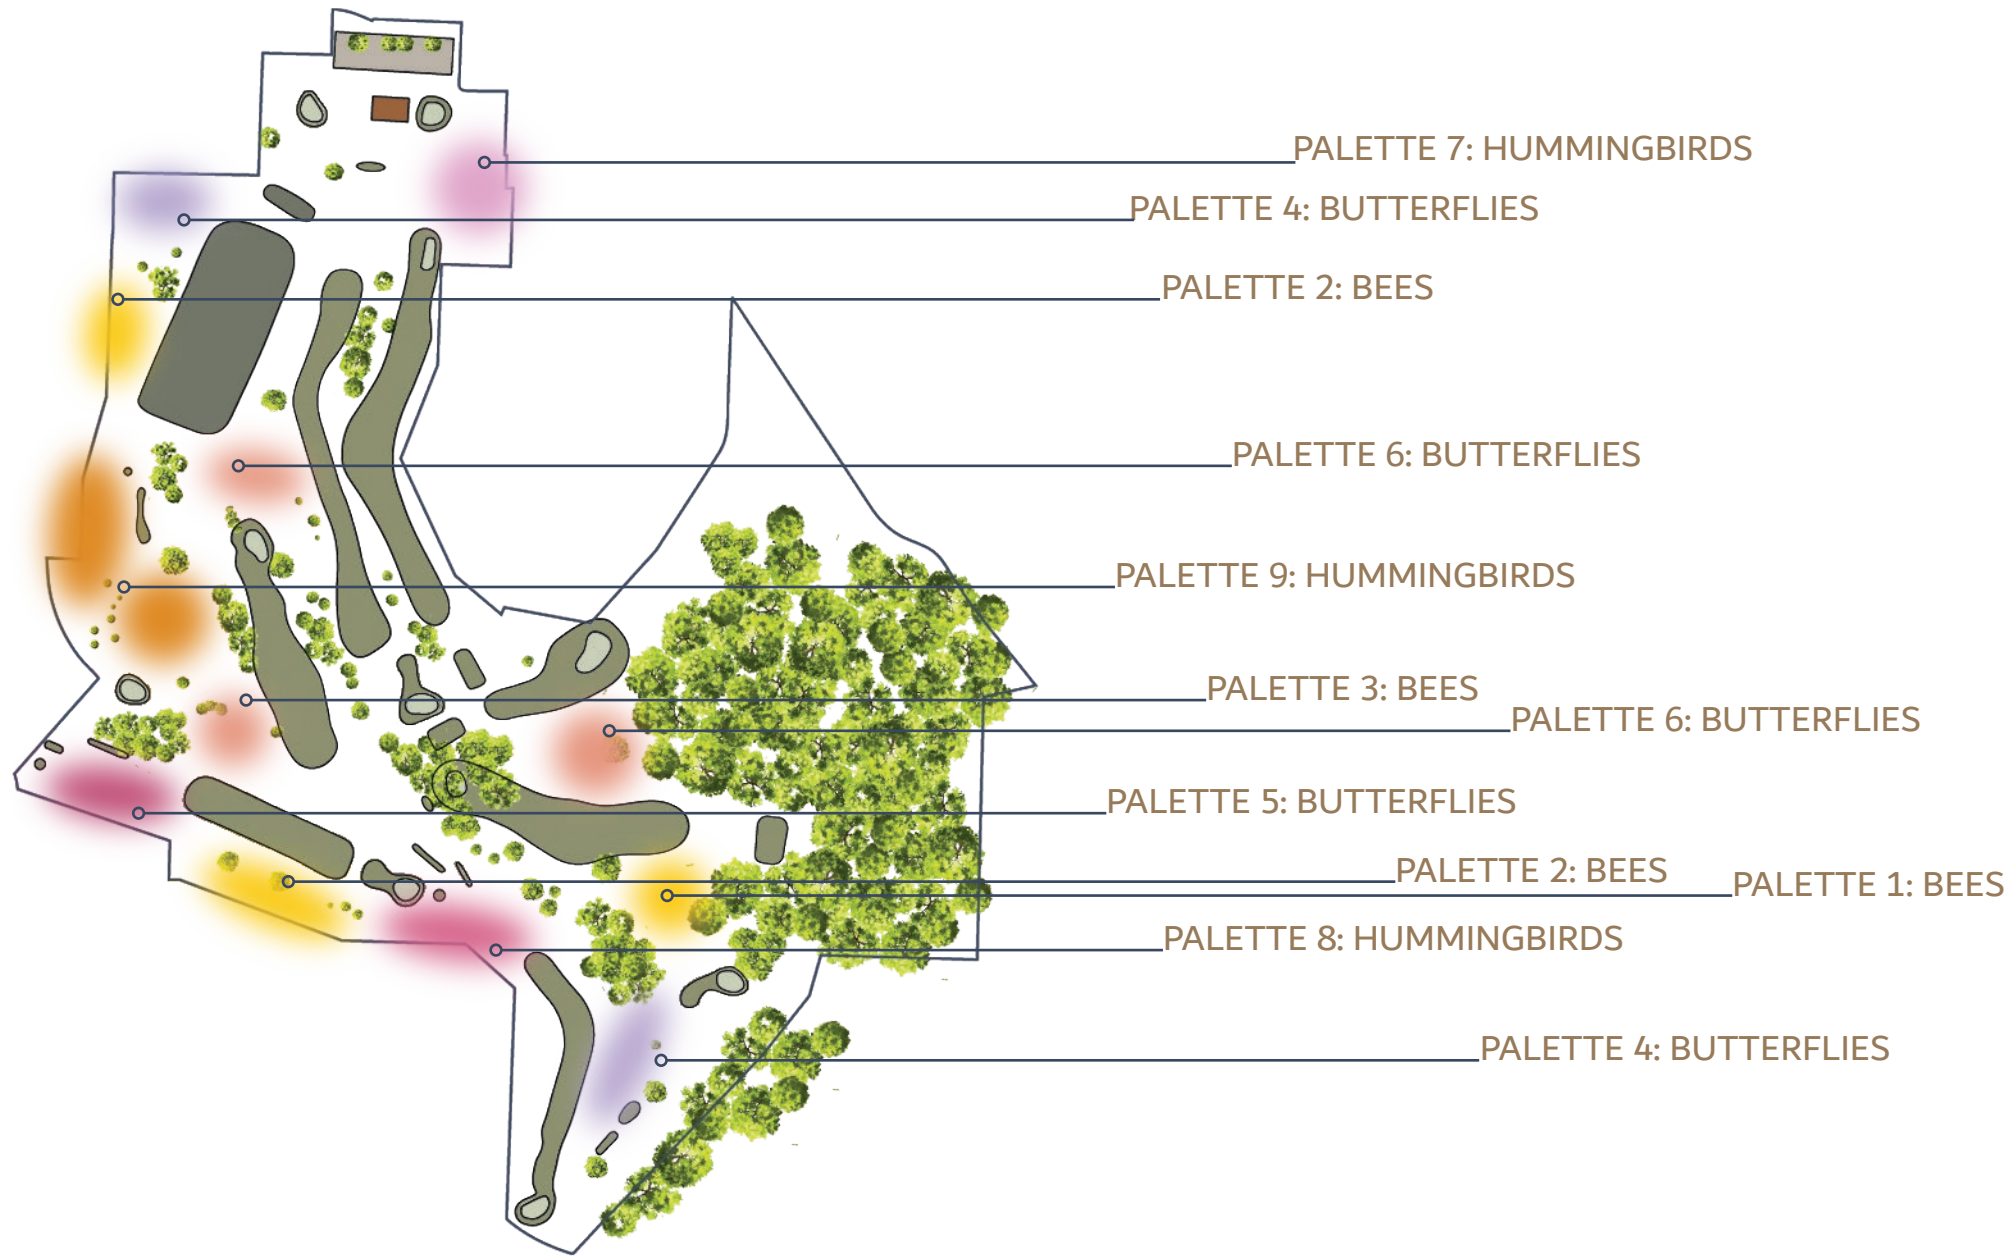 PALETTE 7: HUMMINGBIRDS
PALETTE 4: BUTTERFLIES
PALETTE 2: BEES
PALETTE 6: BUTTERFLIES
PALETTE 9: HUMMINGBIRDS
PALETTE 3: BEES
PALETTE 6: BUTTERFLIES
PALETTE 5: BUTTERFLIES
PALETTE 2: BEES
PALETTE 1: BEES
PALETTE 8: HUMMINGBIRDS
PALETTE 4: BUTTERFLIES